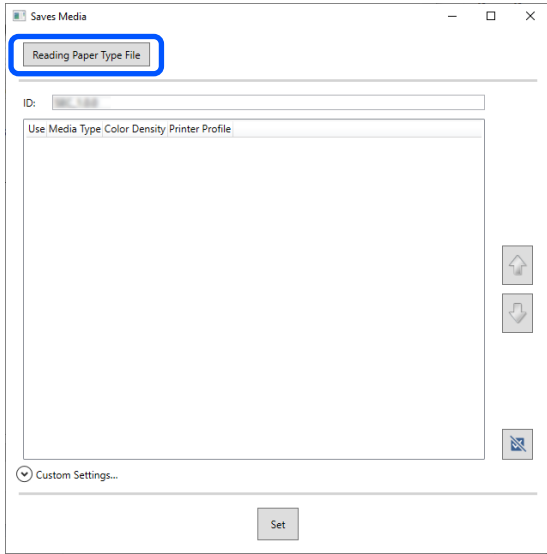 Saves Media
Reading Paper Type File
ID:
Use Media Type Color Density Printer Profile
Custom Settings...
Set